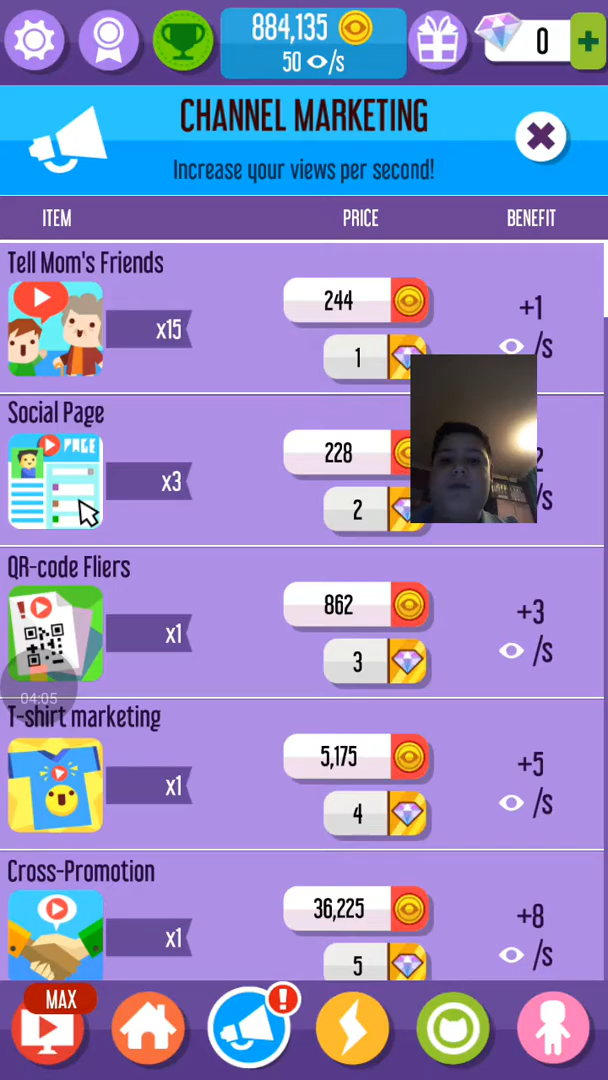 884,135
50 /s
0
+
CHANNEL MARKETING
Increase your views per second!
ITEM PRICE BENEFIT
Tell Mom's Friends
x15
244
1
+1
/s
Social Page
PAGE
x3
228
2
2
/s
QR-code Fliers
!
x1
862
3
+3
/s
04:05
T-shirt marketing
x1
5,175
4
+5
/s
Cross-Promotion
x1
36,225
5
+8
/s
MAX
!